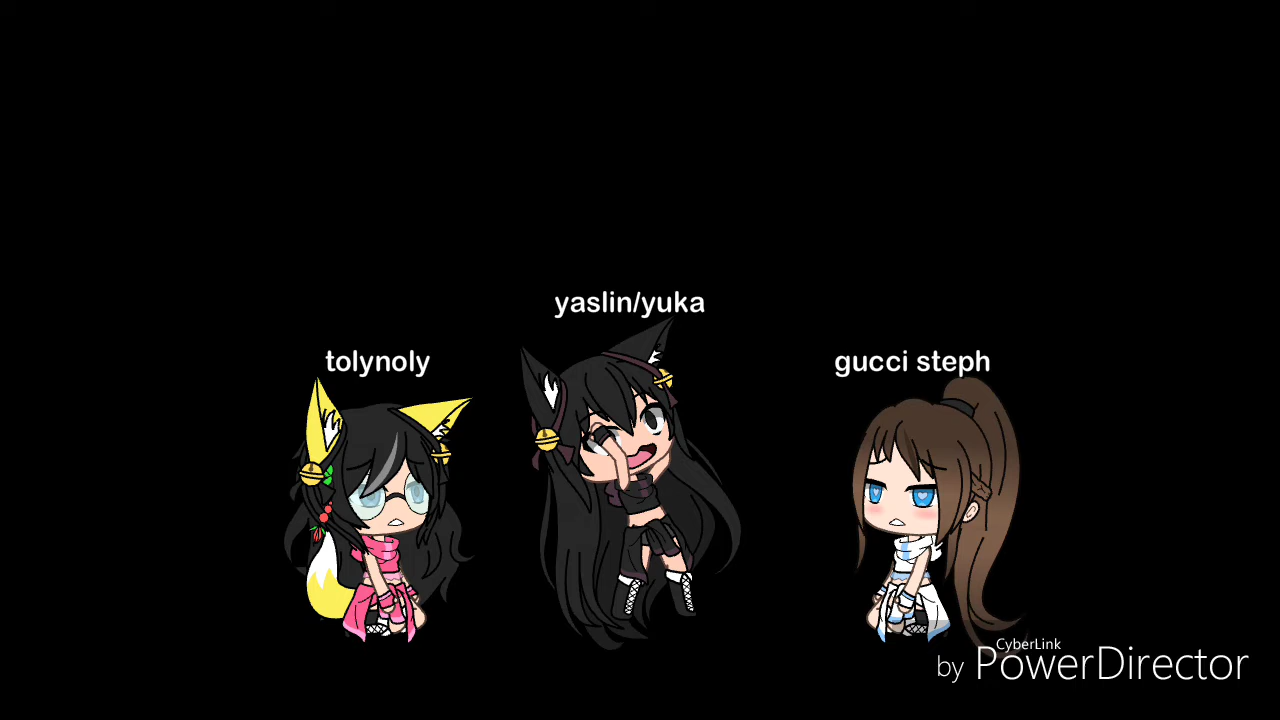 yaslin/yuka
tolynoly
gucci steph
CyberLink
by PowerDirector